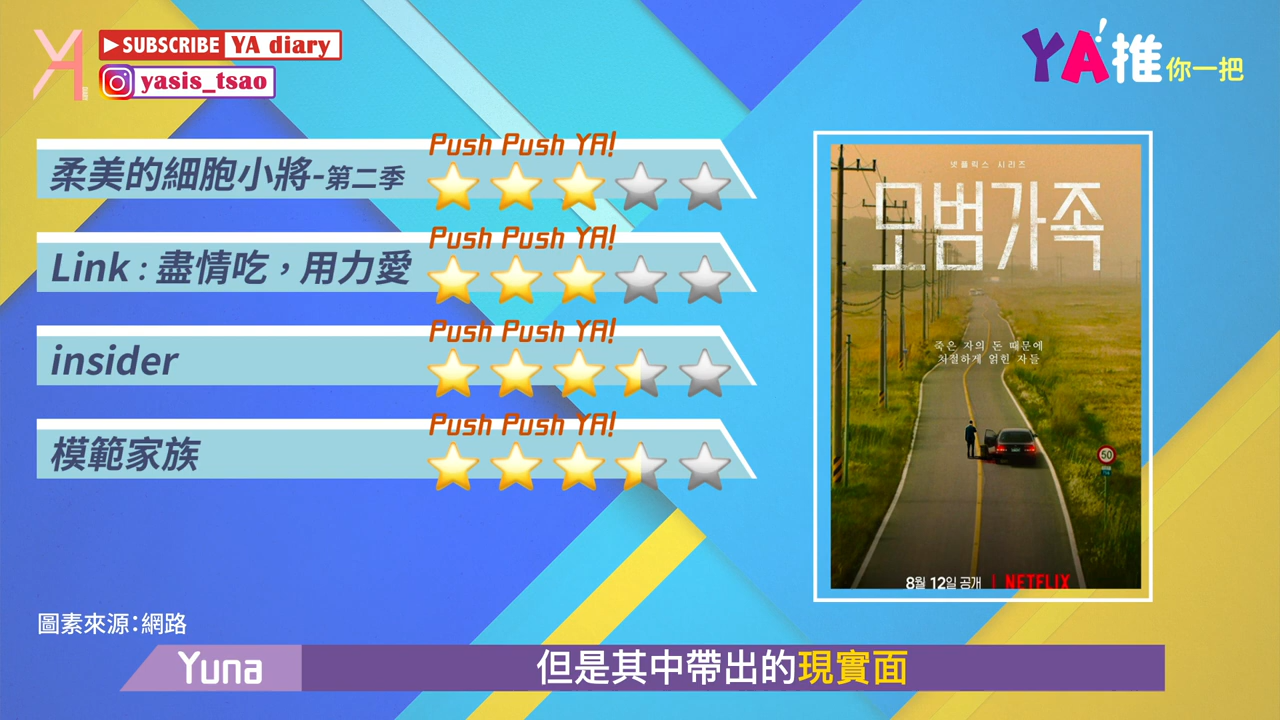 YA
SUBSCRIBE YA diary
yasis_tsao
YA!推你一把
Push Push YA!
柔美的細胞小將-第二季
Push Push YA!
Link:盡情吃,用力愛
Push Push YA!
insider
Push Push YA!
模範家族
넷플릭스 시리즈
모범가족
죽은 자의 돈 때문에
처절하게 얽힌 자들
50
8월 12일 공개 | NETFLIX
圖素來源:網路
Yuna
但是其中帶出的現實面